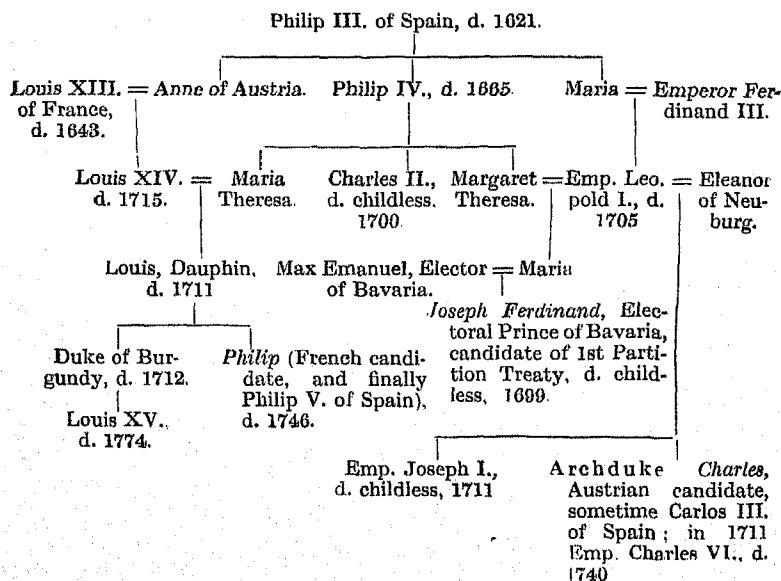 Philip III. of Spain, d. 1621.
Louis XIII. = Anne of Austria.
of France,
d. 1643.
Philip IV., d. 1665.
Maria = Emperor Fer-
dinand III.
Louis XIV. =
d. 1715.
Maria
Theresa.
Charles II.,
d. childless.
1700.
Margaret
Theresa.
= Emp. Leo.
pold I., d.
1705
= Eleanor
of Neu-
burg.
Louis, Dauphin.
d. 1711
Max Emanuel, Elector = Maria
of Bavaria.
Joseph Ferdinand, Elec-
toral Prince of Bavaria,
candidate of 1st Parti-
tion Treaty, d. child-
less, 1699.
Duke of Bur-
gundy, d. 1712.
Louis XV.,
d. 1774.
Philip (French candi-
date, and finally
Philip V. of Spain),
d. 1746.
Emp. Joseph I.,
d. childless, 1711
Archduke Charles,
Austrian candidate,
sometime Carlos III.
of Spain; in 1711
Emp. Charles VI., d.
1740